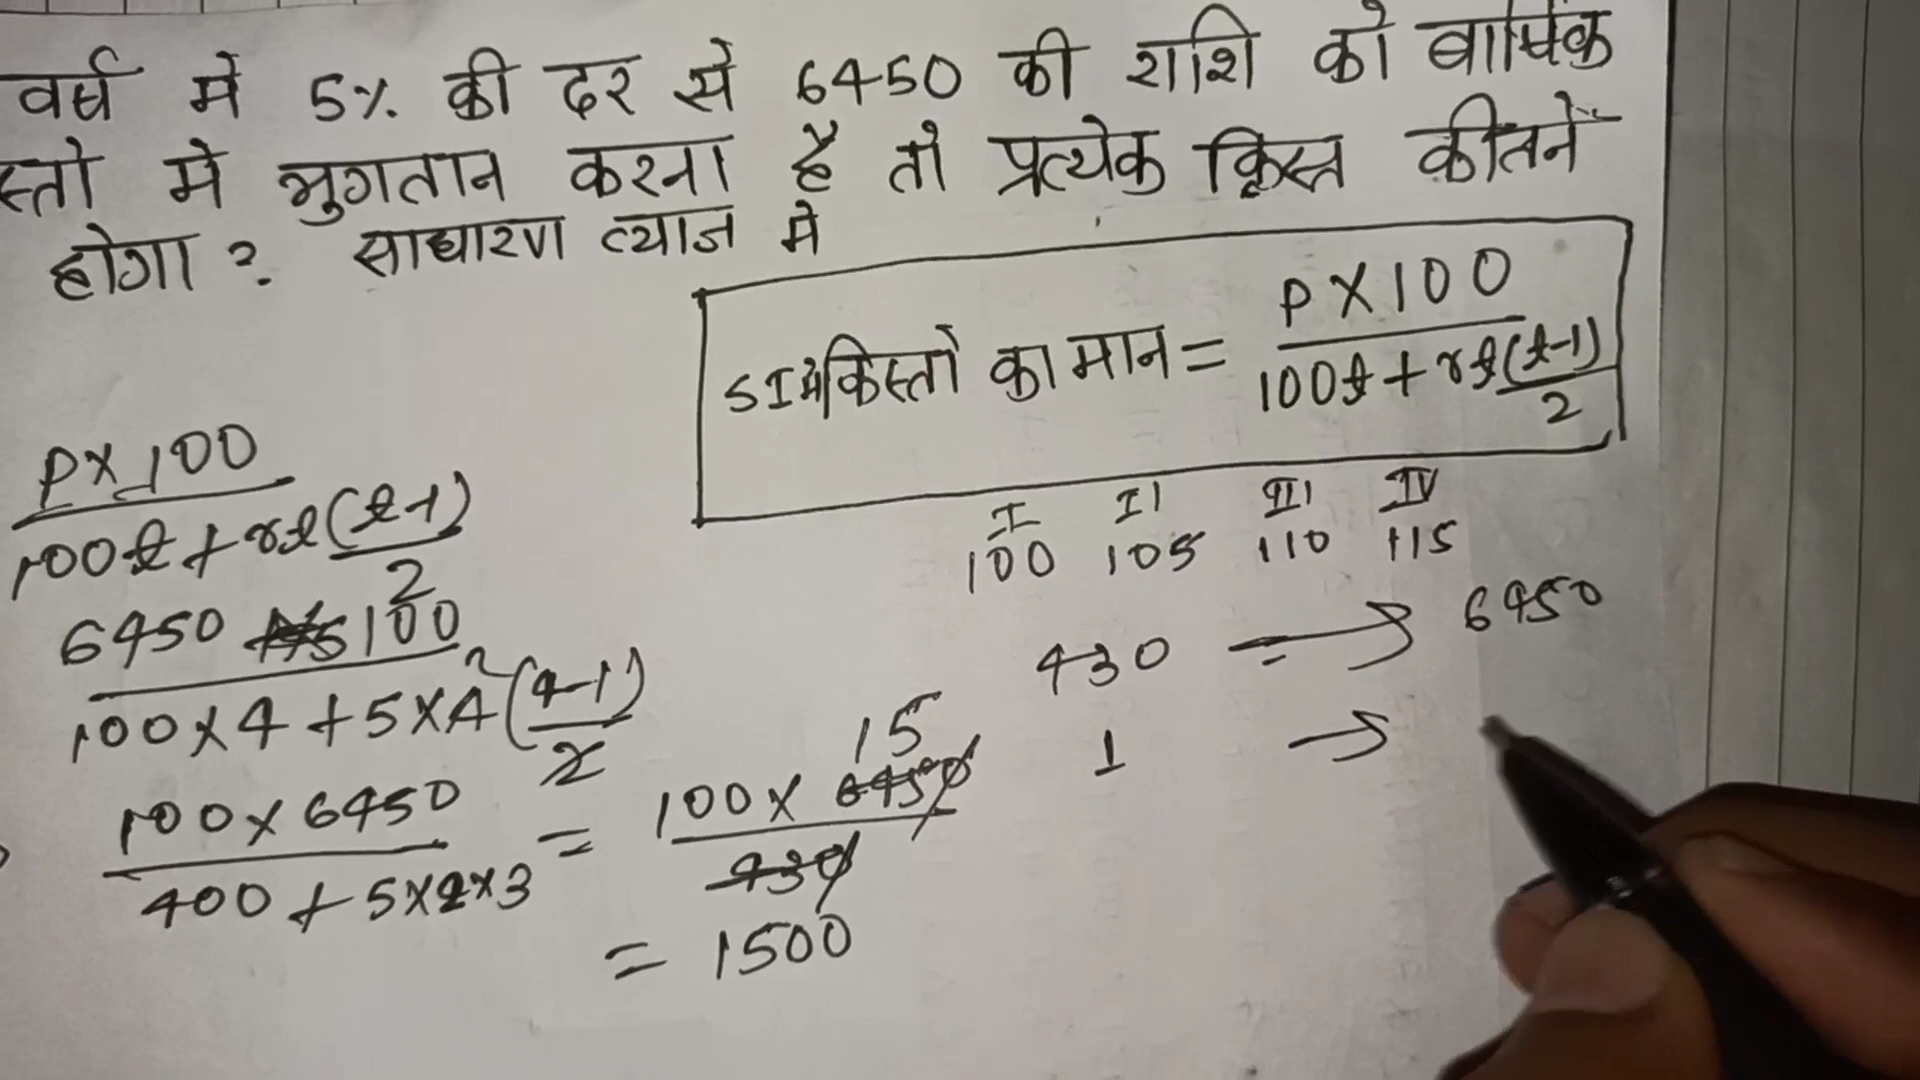 वर्ष में 5% की दर से 6450 की राशि को वार्षिक
स्तो मे भुगतान करना है तो प्रत्येक क़िस्त कीतने
होगा ? साधारण ब्याज मे
SI में किस्तो का मान = P X 100
100t + rt(t-1)
2
P X 100
100t + rt(t-1)
2
6450 100
100 x 4 + 5 x 4 (4-1)
2
100 x 6450
400 + 5 x 2 x 3
= 100 x 6450
430
15
= 1500
I II III IV
100 105 110 115
430 = → 6450
1 →